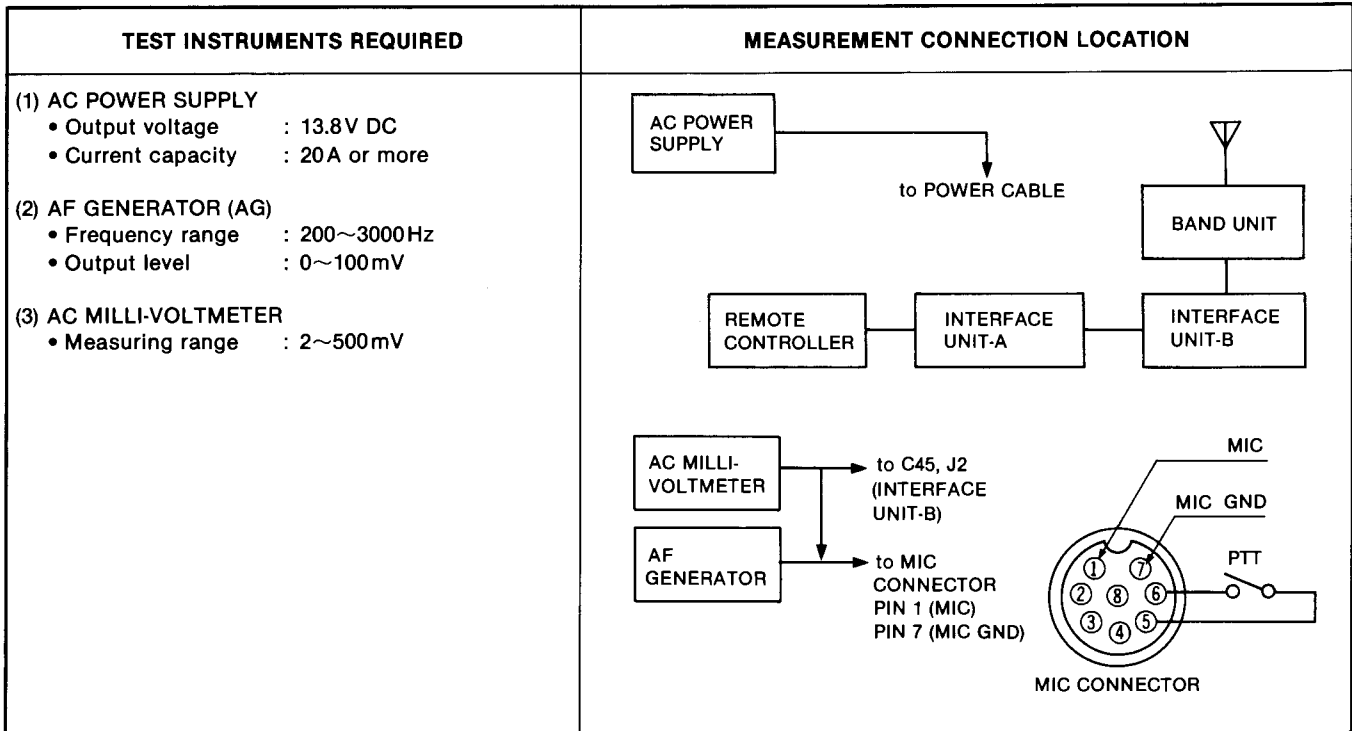 TEST INSTRUMENTS REQUIRED
(1) AC POWER SUPPLY
• Output voltage : 13.8V DC
• Current capacity : 20A or more
(2) AF GENERATOR (AG)
• Frequency range : 200~3000Hz
• Output level : 0~100mV
(3) AC MILLI-VOLTMETER
• Measuring range : 2~500mV
MEASUREMENT CONNECTION LOCATION
AC POWER
SUPPLY
to POWER CABLE
BAND UNIT
REMOTE
CONTROLLER
INTERFACE
UNIT-A
INTERFACE
UNIT-B
AC MILLI-
VOLTMETER
to C45, J2
(INTERFACE
UNIT-B)
AF
GENERATOR
to MIC
CONNECTOR
PIN 1 (MIC)
PIN 7 (MIC GND)
MIC
MIC GND
PTT
1 7
2 8 6
3 5
4
MIC CONNECTOR